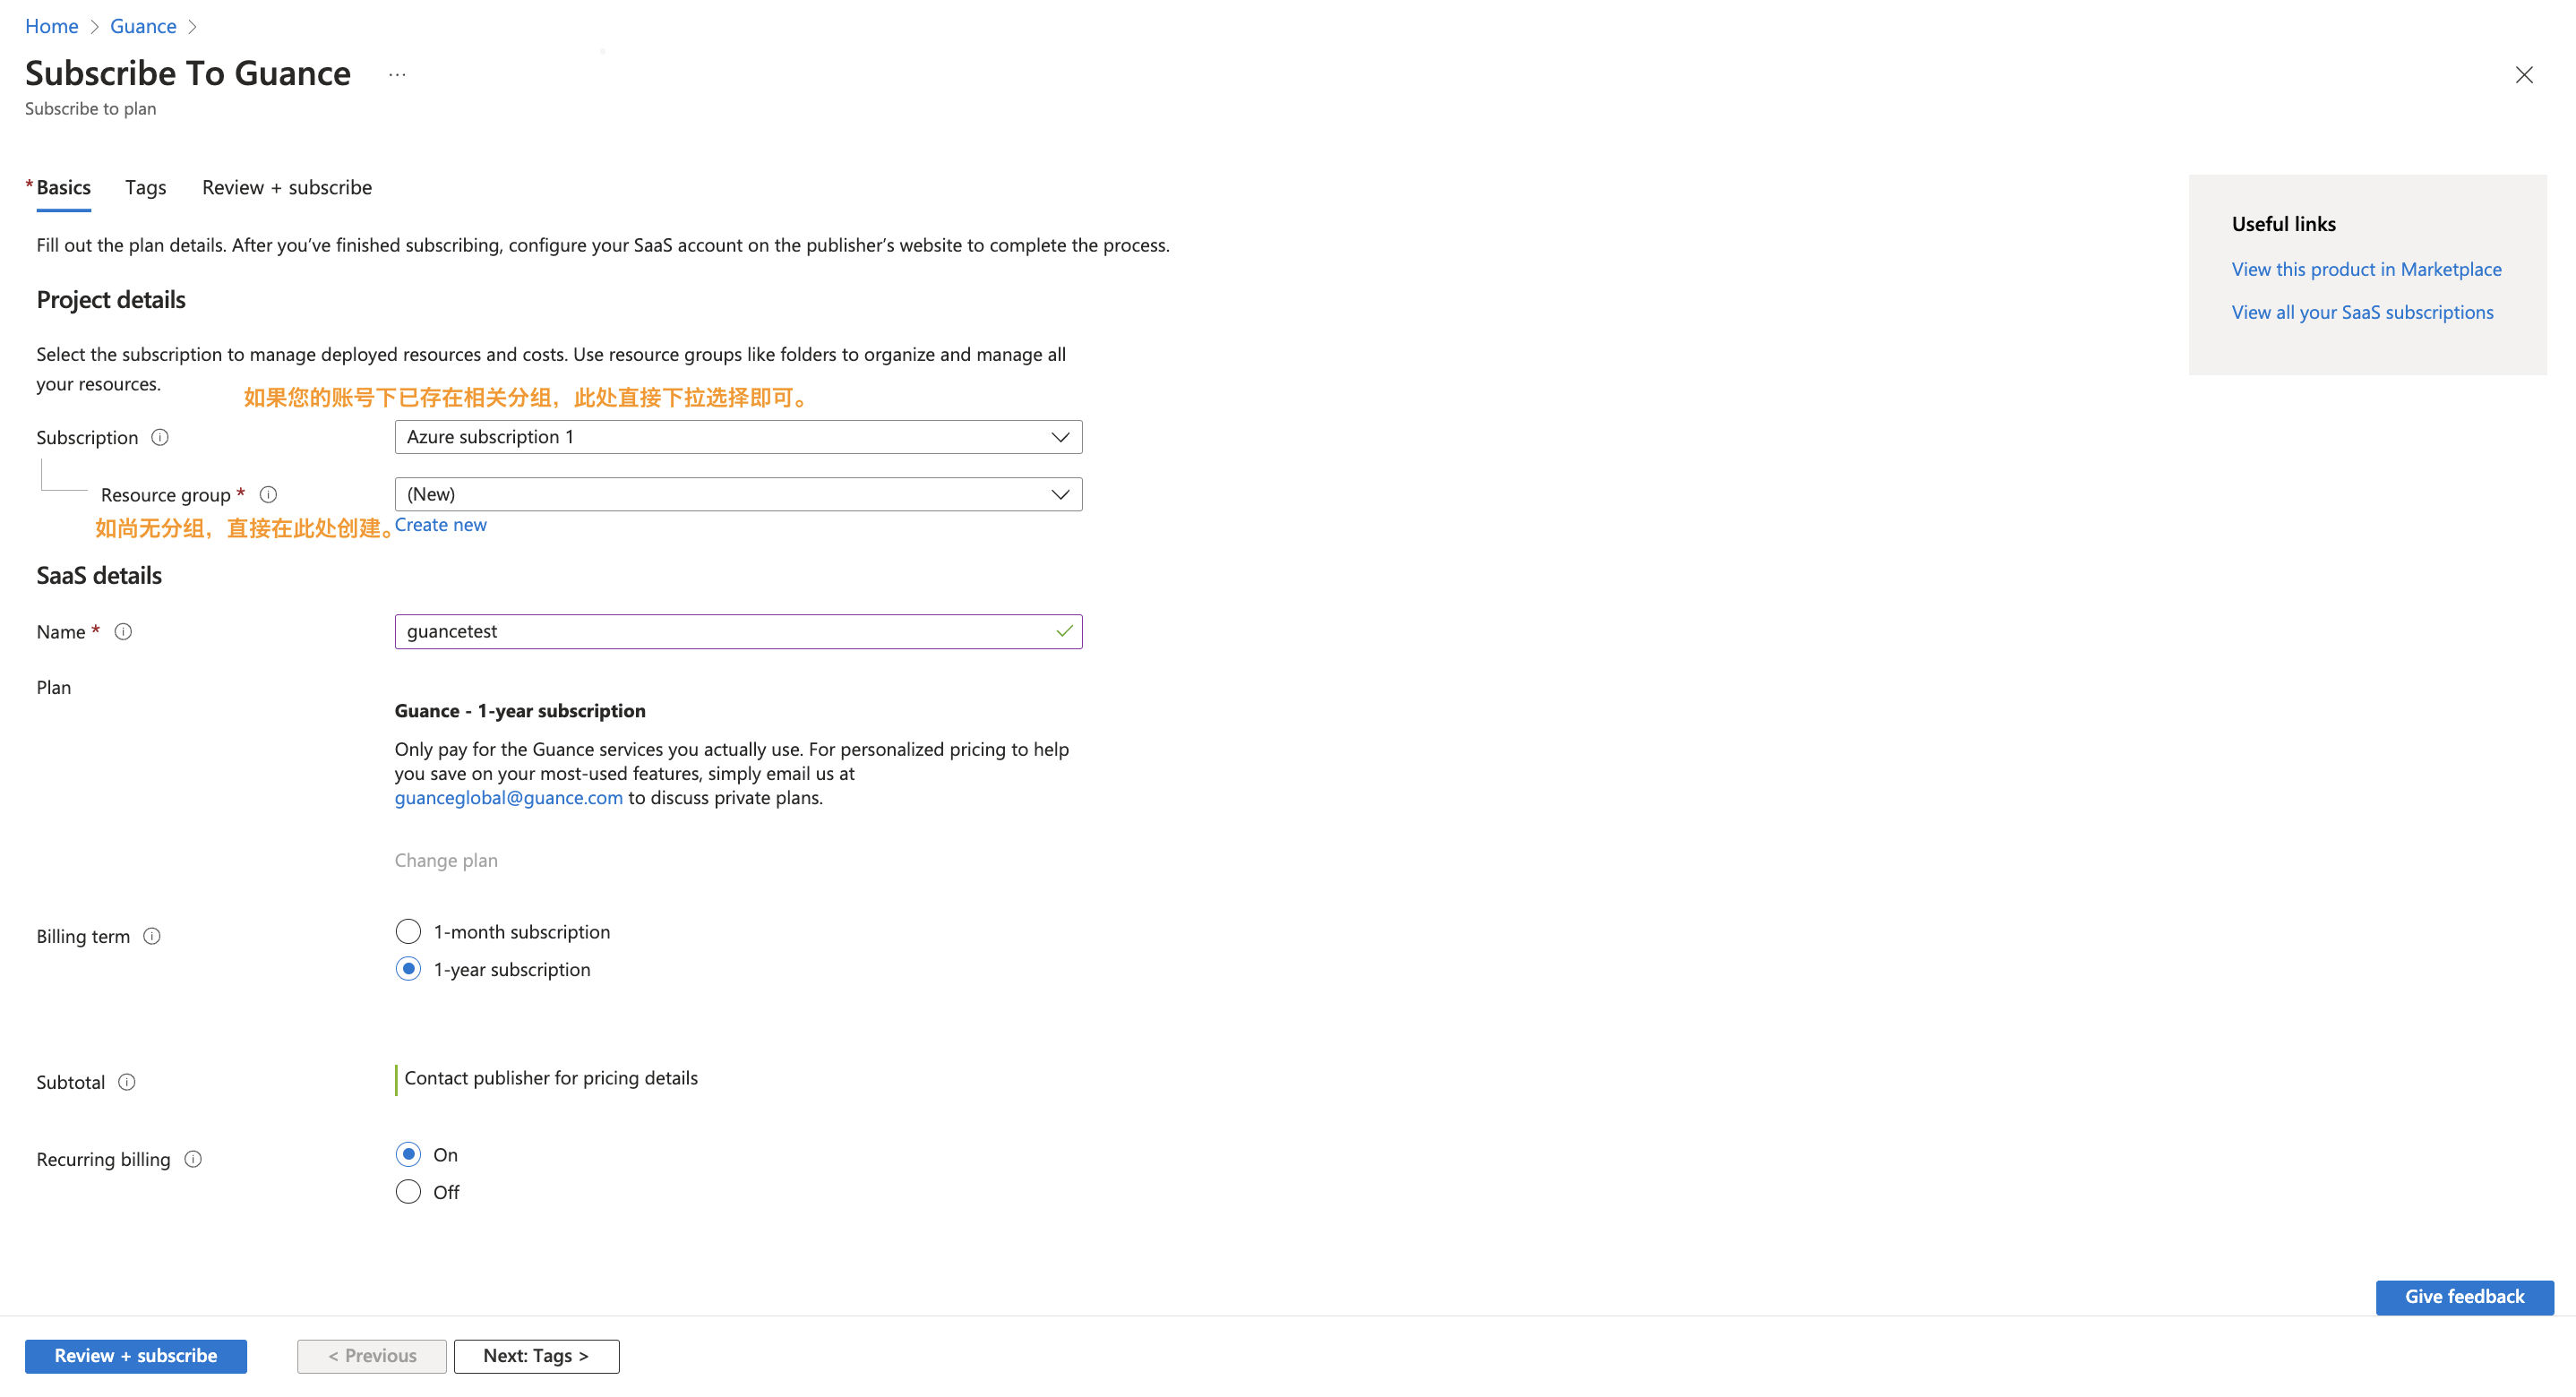 Home > Guance >
Subscribe To Guance ...
Subscribe to plan
* Basics Tags Review + subscribe
Fill out the plan details. After you’ve finished subscribing, configure your SaaS account on the publisher’s website to complete the process.
Useful links
View this product in Marketplace
View all your SaaS subscriptions
Project details
Select the subscription to manage deployed resources and costs. Use resource groups like folders to organize and manage all
your resources.
如果您的账号下已存在相关分组，此处直接下拉选择即可。
Subscription Azure subscription 1
Resource group * (New)
如尚无分组，直接在此处创建。 Create new
SaaS details
Name * guancetest
Plan
Guance - 1-year subscription
Only pay for the Guance services you actually use. For personalized pricing to help
you save on your most-used features, simply email us at
guanceglobal@guance.com to discuss private plans.
Change plan
Billing term 1-month subscription
1-year subscription
Subtotal Contact publisher for pricing details
Recurring billing On
Off
Give feedback
Review + subscribe < Previous Next: Tags >